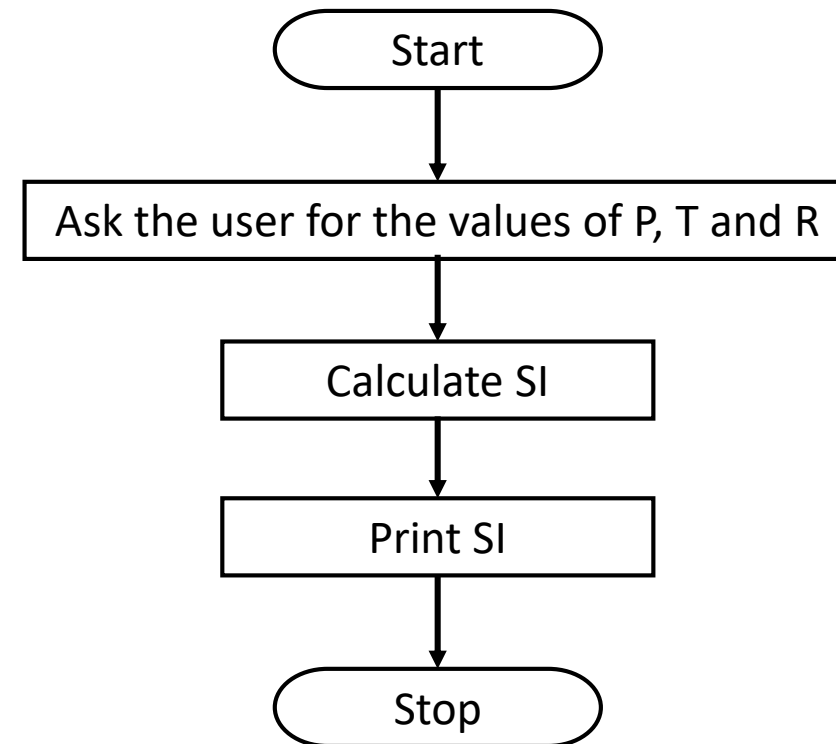 Start
Ask the user for the values of P, T and R
Calculate SI
Print SI
Stop